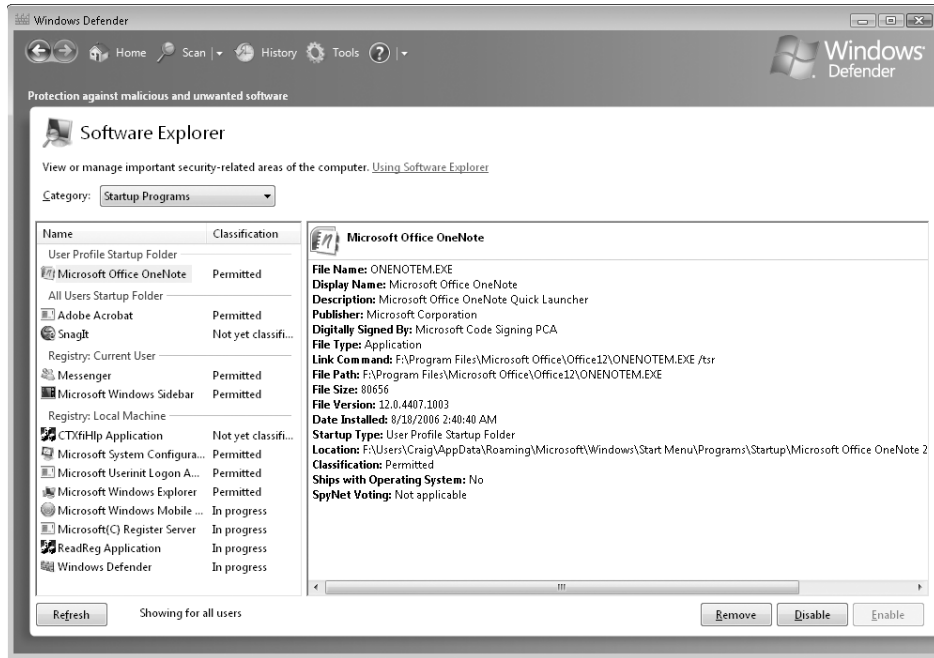 Windows Defender
Home Scan History Tools ?
Windows Defender
Protection against malicious and unwanted software
Software Explorer
View or manage important security-related areas of the computer. Using Software Explorer
Category: Startup Programs
Name Classification
User Profile Startup Folder
Microsoft Office OneNote Permitted
All Users Startup Folder
Adobe Acrobat Permitted
SnagIt Not yet classifi...
Registry: Current User
Messenger Permitted
Microsoft Windows Sidebar Permitted
Registry: Local Machine
CTXfiHlp Application Not yet classifi...
Microsoft System Configura... Permitted
Microsoft Userinit Logon A... Permitted
Microsoft Windows Explorer Permitted
Microsoft Windows Mobile ... In progress
Microsoft(C) Register Server In progress
ReadReg Application In progress
Windows Defender In progress
Microsoft Office OneNote
File Name: ONENOTEM.EXE
Display Name: Microsoft Office OneNote
Description: Microsoft Office OneNote Quick Launcher
Publisher: Microsoft Corporation
Digitally Signed By: Microsoft Code Signing PCA
File Type: Application
Link Command: F:\Program Files\Microsoft Office\Office12\ONENOTEM.EXE /tsr
File Path: F:\Program Files\Microsoft Office\Office12\ONENOTEM.EXE
File Size: 80656
File Version: 12.0.4407.1003
Date Installed: 8/18/2006 2:40:40 AM
Startup Type: User Profile Startup Folder
Location: F:\Users\Craig\AppData\Roaming\Microsoft\Windows\Start Menu\Programs\Startup\Microsoft Office OneNote 2
Classification: Permitted
Ships with Operating System: No
SpyNet Voting: Not applicable
Refresh Showing for all users Remove Disable Enable